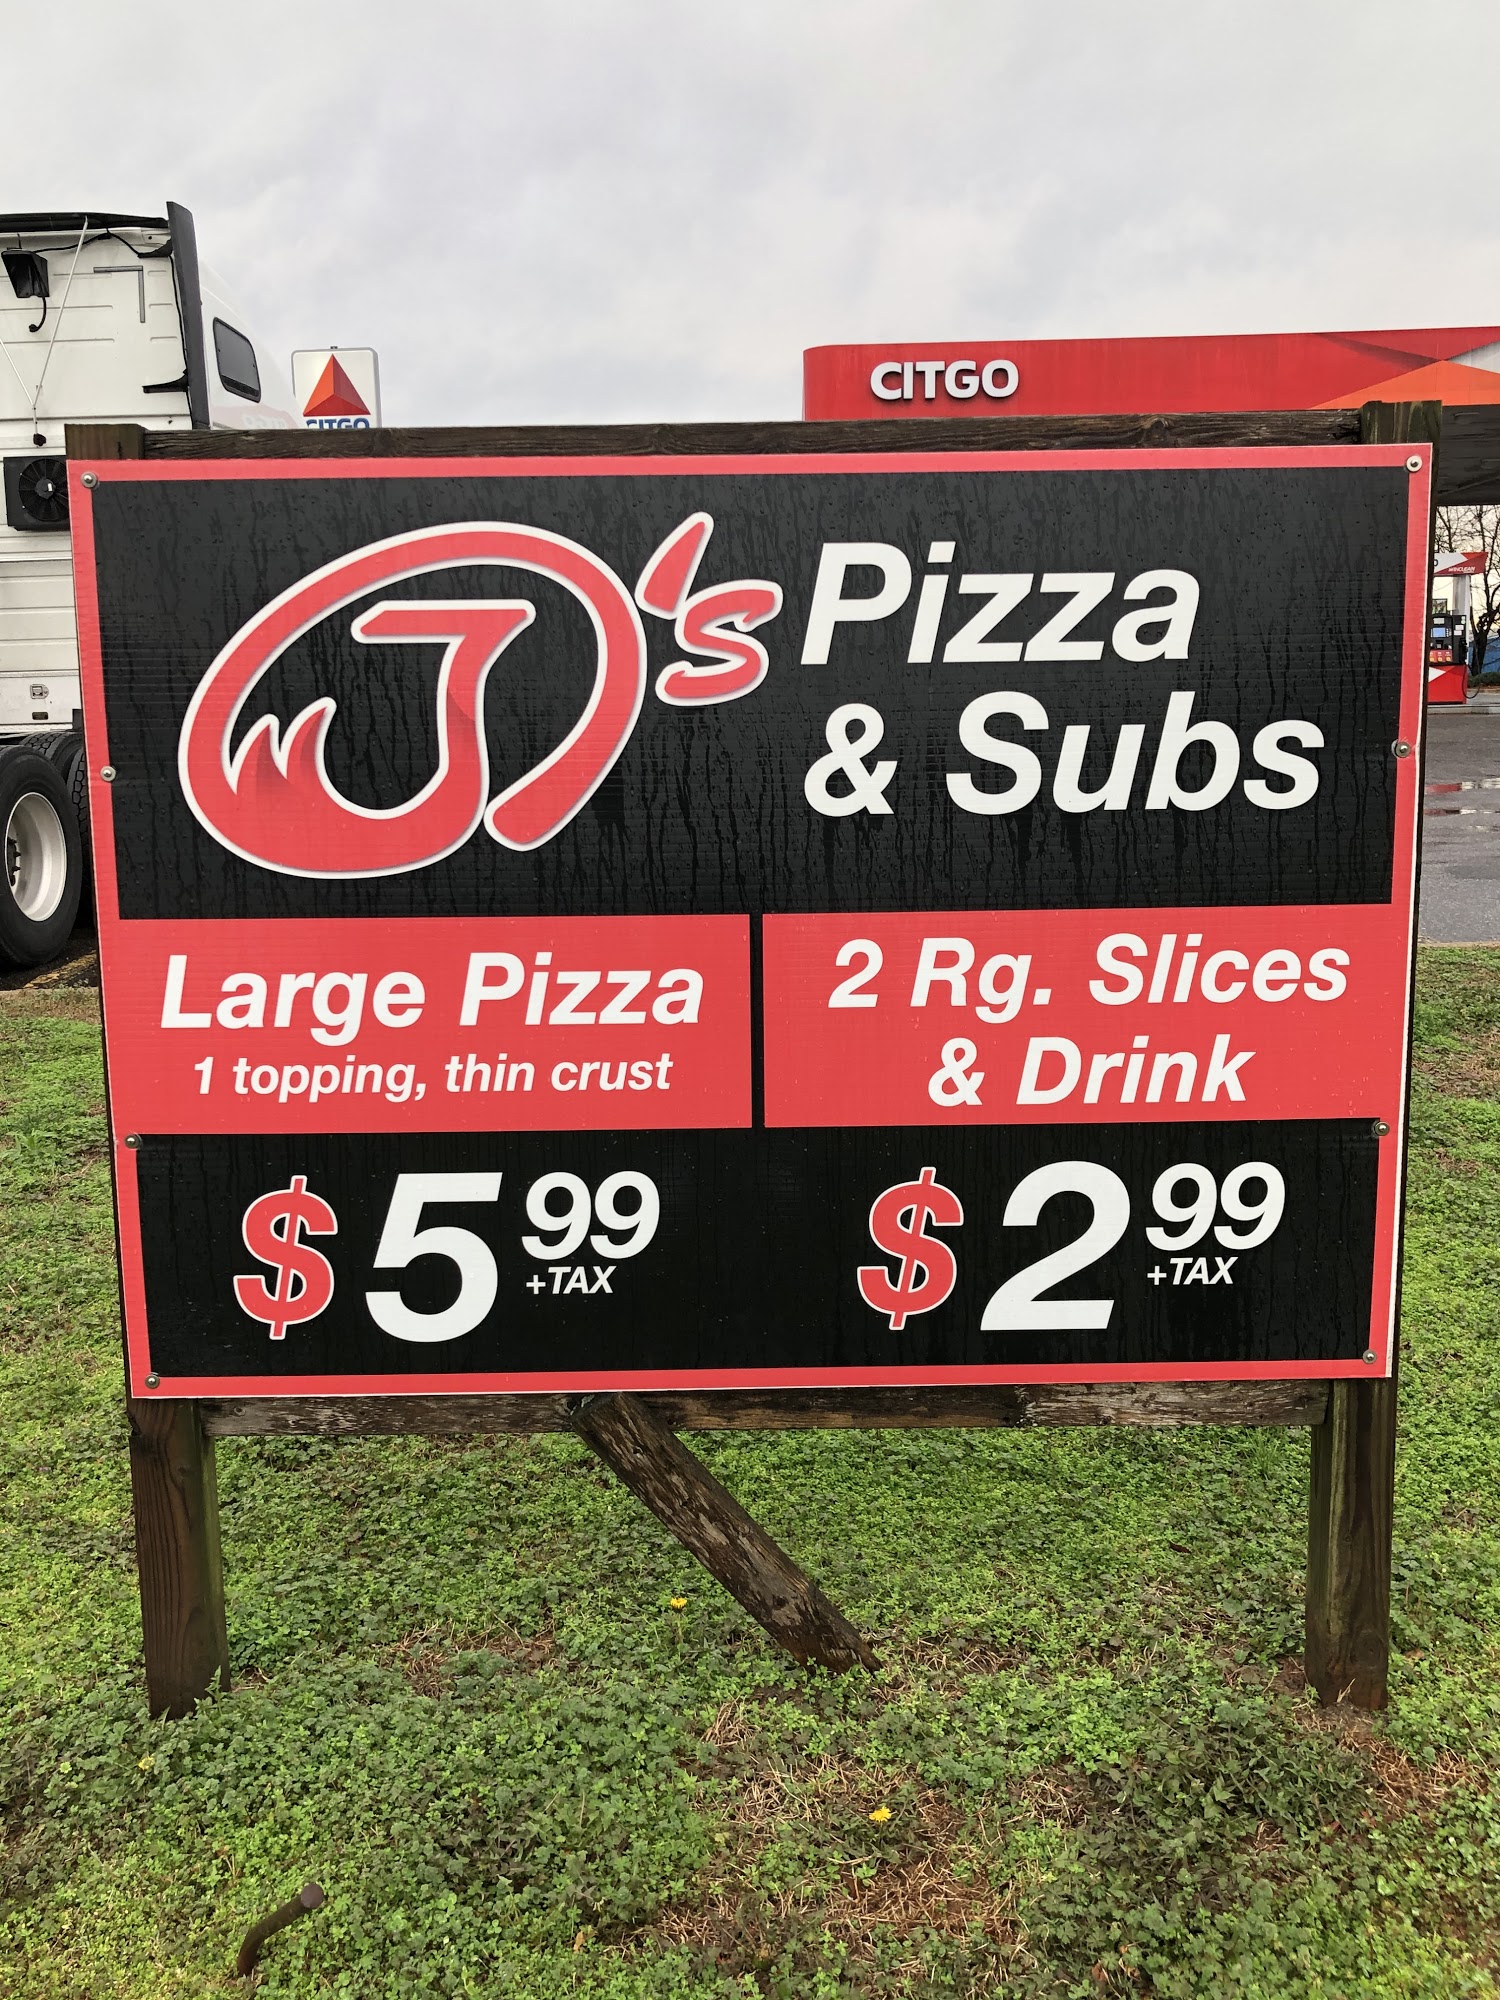 CITGO
CITGO
J's Pizza
& Subs
Large Pizza
1 topping, thin crust
2 Rg. Slices
& Drink
$5 99
+TAX
$2 99
+TAX